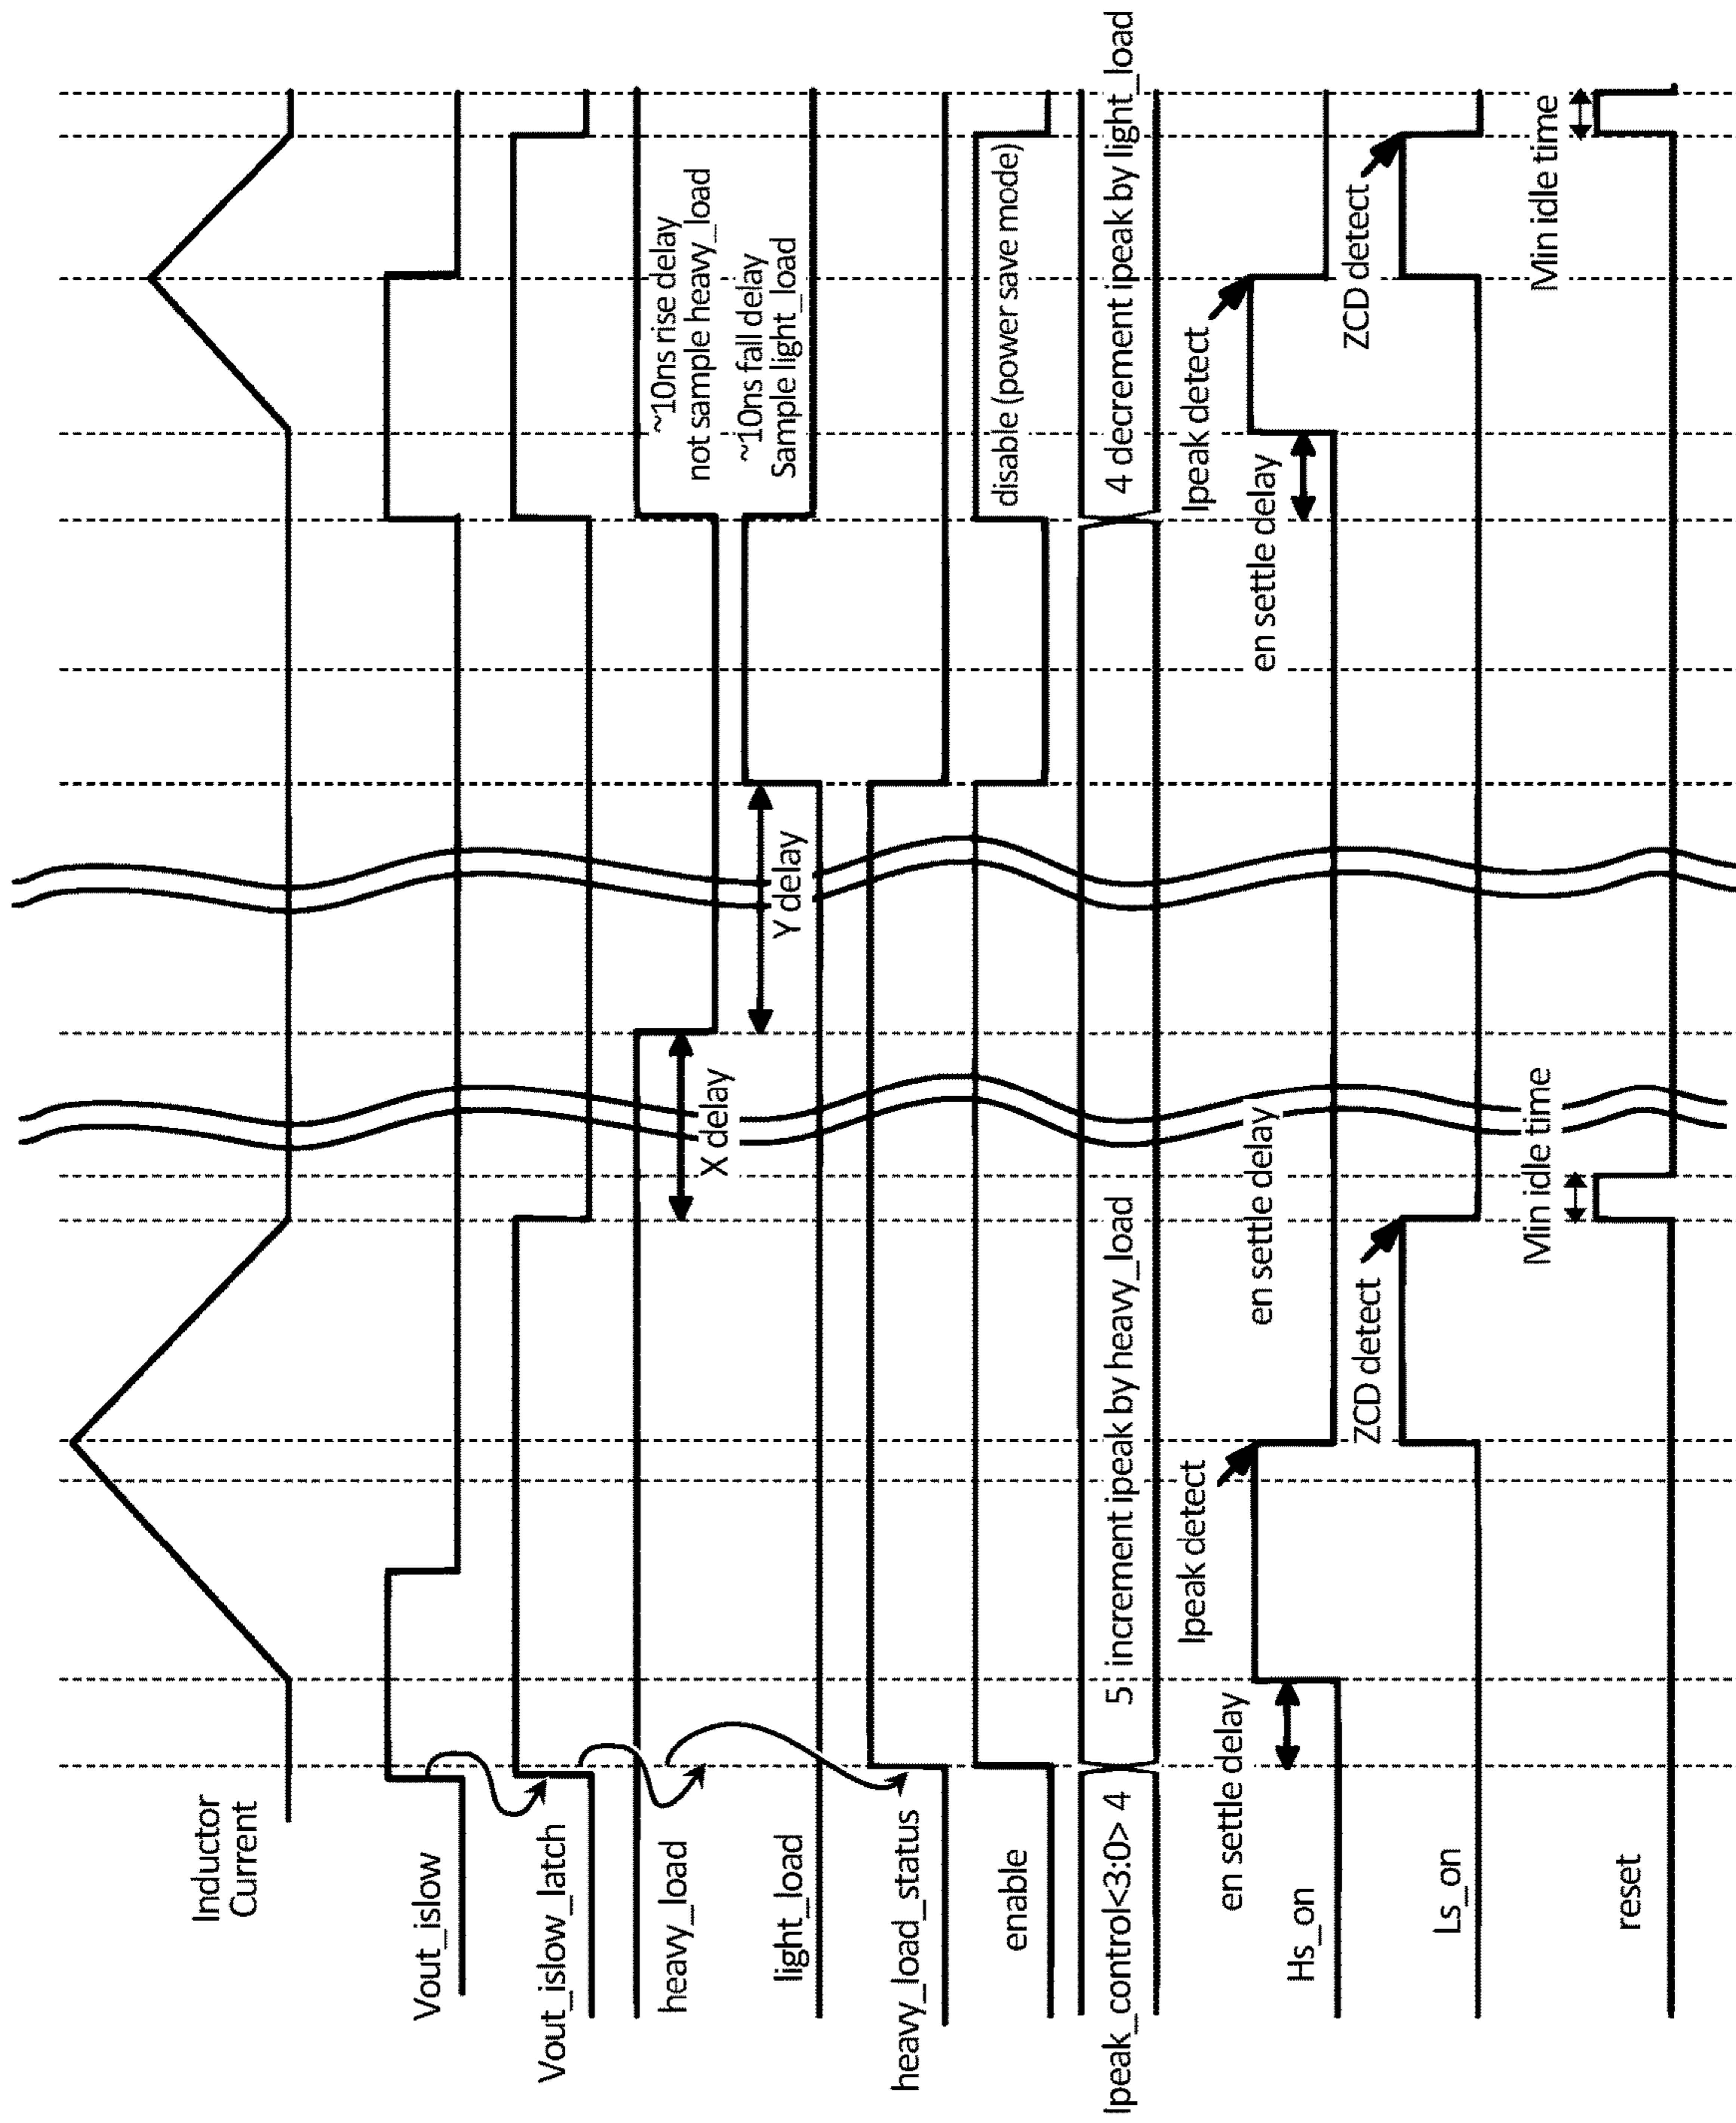 Inductor
Current
Vout_islow
Vout_islow_latch
heavy_load
~10ns rise delay
not sample heavy_load
X delay
light_load
Y delay
~10ns fall delay
Sample light_load
heavy_load_status
enable
disable (power save mode)
Ipeak_control<3:0> 4
5 increment ipeak by heavy_load
4 decrement ipeak by light_load
Ipeak detect
Ipeak detect
Hs_on
en settle delay
en settle delay
en settle delay
Ls_on
ZCD detect
ZCD detect
reset
Min idle time
Min idle time